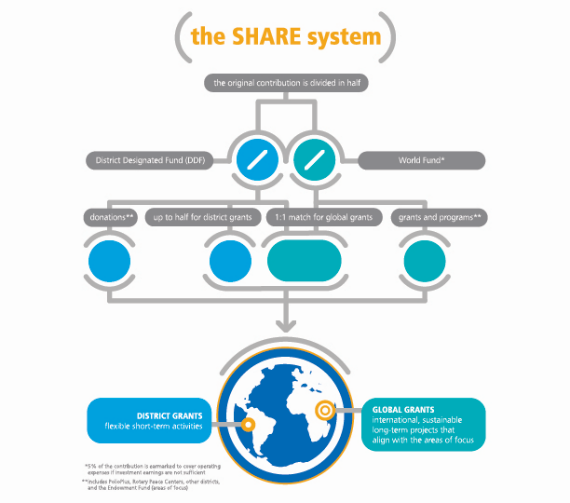 the SHARE system
the original contribution is divided in half
District Designated Fund (DDF)
World Fund*
donations**
up to half for district grants
1:1 match for global grants
grants and programs**
DISTRICT GRANTS
flexible short-term activities
GLOBAL GRANTS
international, sustainable
long-term projects that
align with the areas of focus
*5% of the contribution is earmarked to cover operating
expenses if investment earnings are not sufficient
**Includes PolioPlus, Rotary Peace Centers, other districts,
and the Endowment Fund (areas of focus)